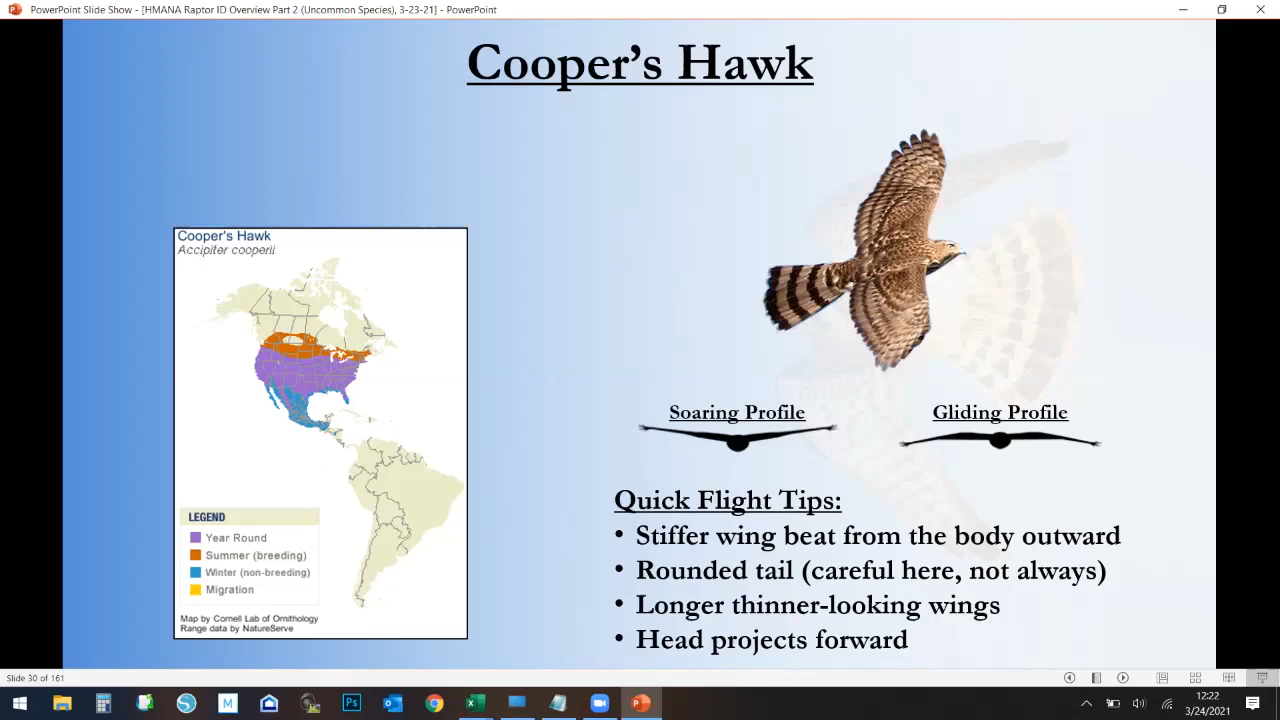 PowerPoint Slide Show - [HMANA Raptor ID Overview Part 2 (Uncommon Species), 3-23-21] - PowerPoint
Cooper's Hawk
Cooper's Hawk
Accipiter cooperii
LEGEND
Year Round
Summer (breeding)
Winter (non-breeding)
Migration
Map by Cornell Lab of Ornithology
Range data by NatureServe
Soaring Profile
Gliding Profile
Quick Flight Tips:
• Stiffer wing beat from the body outward
• Rounded tail (careful here, not always)
• Longer thinner-looking wings
• Head projects forward
Slide 30 of 161
S
M
Ps
12:22
3/24/2021